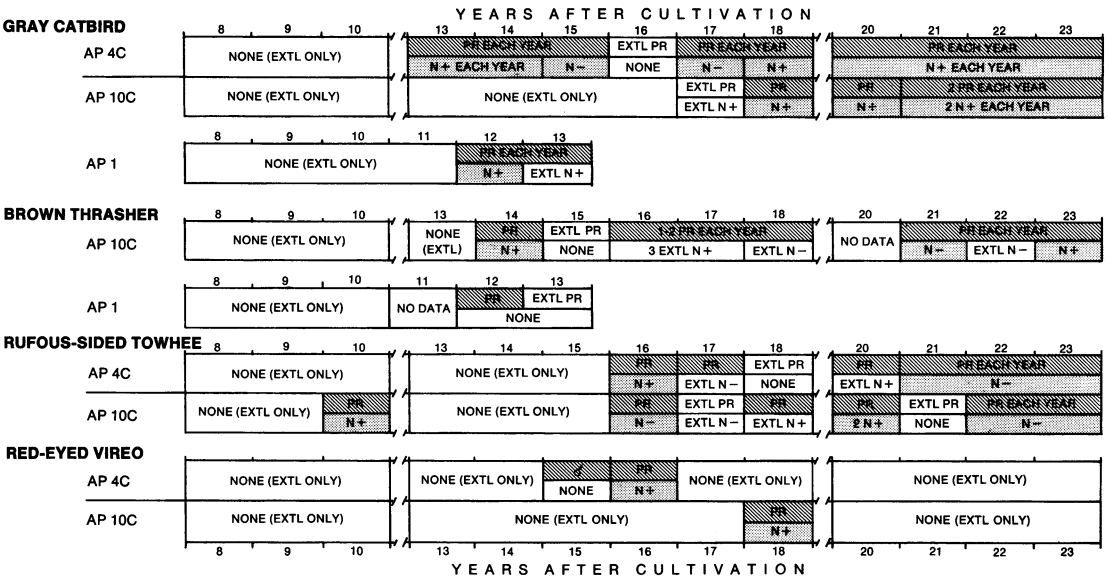 YEARS AFTER CULTIVATION
GRAY CATBIRD
8 9 10 13 14 15 16 17 18 20 21 22 23
AP 4C NONE (EXTL ONLY) PR EACH YEAR EXTL PR PR EACH YEAR PR EACH YEAR
N+ EACH YEAR N− NONE N− N+ N+ EACH YEAR
AP 10C NONE (EXTL ONLY) NONE (EXTL ONLY) EXTL PR PR PR 2 PR EACH YEAR
EXTL N+ N+ N+ 2 N+ EACH YEAR
8 9 10 11 12 13
AP 1 NONE (EXTL ONLY) PR EACH YEAR
N+ EXTL N+
BROWN THRASHER
8 9 10 13 14 15 16 17 18 20 21 22 23
AP 10C NONE (EXTL ONLY) NONE (EXTL) PR EXTL PR 1-2 PR EACH YEAR NO DATA PR EACH YEAR
N+ NONE 3 EXTL N+ EXTL N− N− EXTL N− N+
8 9 10 11 12 13
AP 1 NONE (EXTL ONLY) NO DATA PR EXTL PR
NONE
RUFOUS-SIDED TOWHEE
8 9 10 13 14 15 16 17 18 20 21 22 23
AP 4C NONE (EXTL ONLY) NONE (EXTL ONLY) PR PR EXTL PR PR PR EACH YEAR
N+ EXTL N− NONE EXTL N+ N−
AP 10C NONE (EXTL ONLY) PR NONE (EXTL ONLY) PR EXTL PR PR PR EXTL PR PR EACH YEAR
N+ N− EXTL N− EXTL N+ 2 N+ NONE N−
RED-EYED VIREO
AP 4C NONE (EXTL ONLY) NONE (EXTL ONLY) ♂ PR NONE (EXTL ONLY) NONE (EXTL ONLY)
NONE N+
AP 10C NONE (EXTL ONLY) NONE (EXTL ONLY) PR NONE (EXTL ONLY)
N+
8 9 10 13 14 15 16 17 18 20 21 22 23
YEARS AFTER CULTIVATION